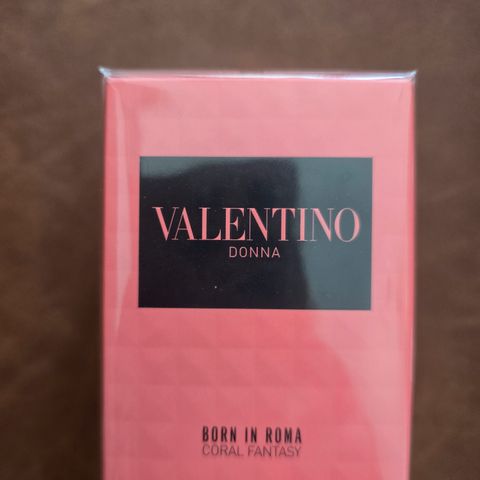 VALENTINO
DONNA
BORN IN ROMA
CORAL FANTASY